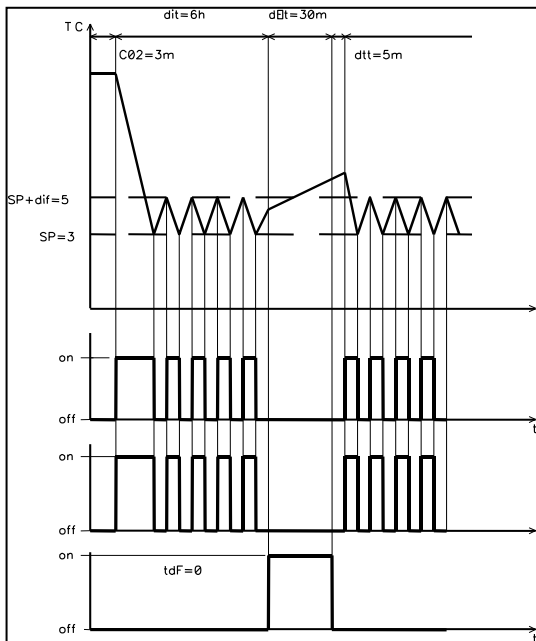 dit=6h
dEt=30m
T C
C02=3m
dtt=5m
SP+dif=5
SP=3
on
off
t
on
off
on
tdF=0
off
t